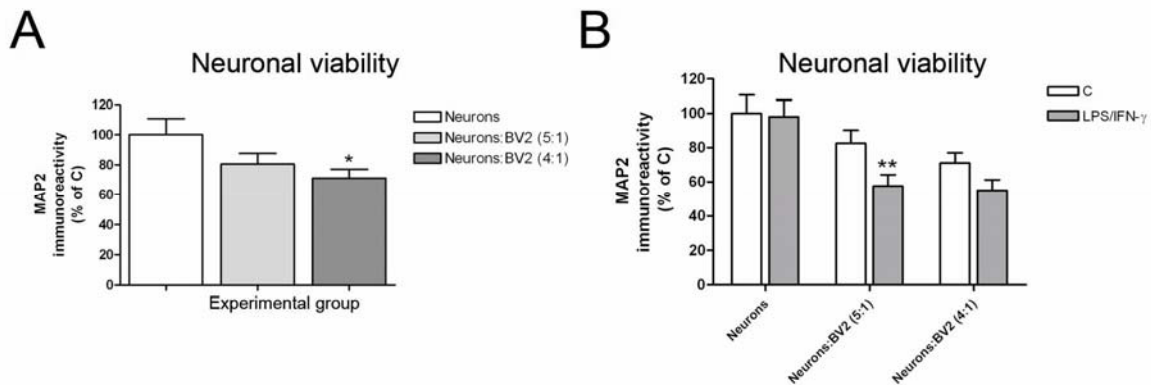 A
Neuronal viability
MAP2
immunoreactivity
(% of C)
120
100
80
60
40
20
0
*
Experimental group
Neurons
Neurons:BV2 (5:1)
Neurons:BV2 (4:1)
B
Neuronal viability
MAP2
immunoreactivity
(% of C)
120
100
80
60
40
20
0
**
Neurons
Neurons:BV2 (5:1)
Neurons:BV2 (4:1)
C
LPS/IFN-γ